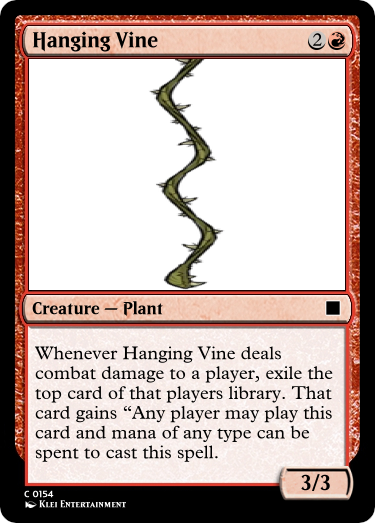 Hanging Vine 2
Creature — Plant
Whenever Hanging Vine deals
combat damage to a player, exile the
top card of that players library. That
card gains “Any player may play this
card and mana of any type can be
spent to cast this spell.
3/3
C 0154
Klei Entertainment